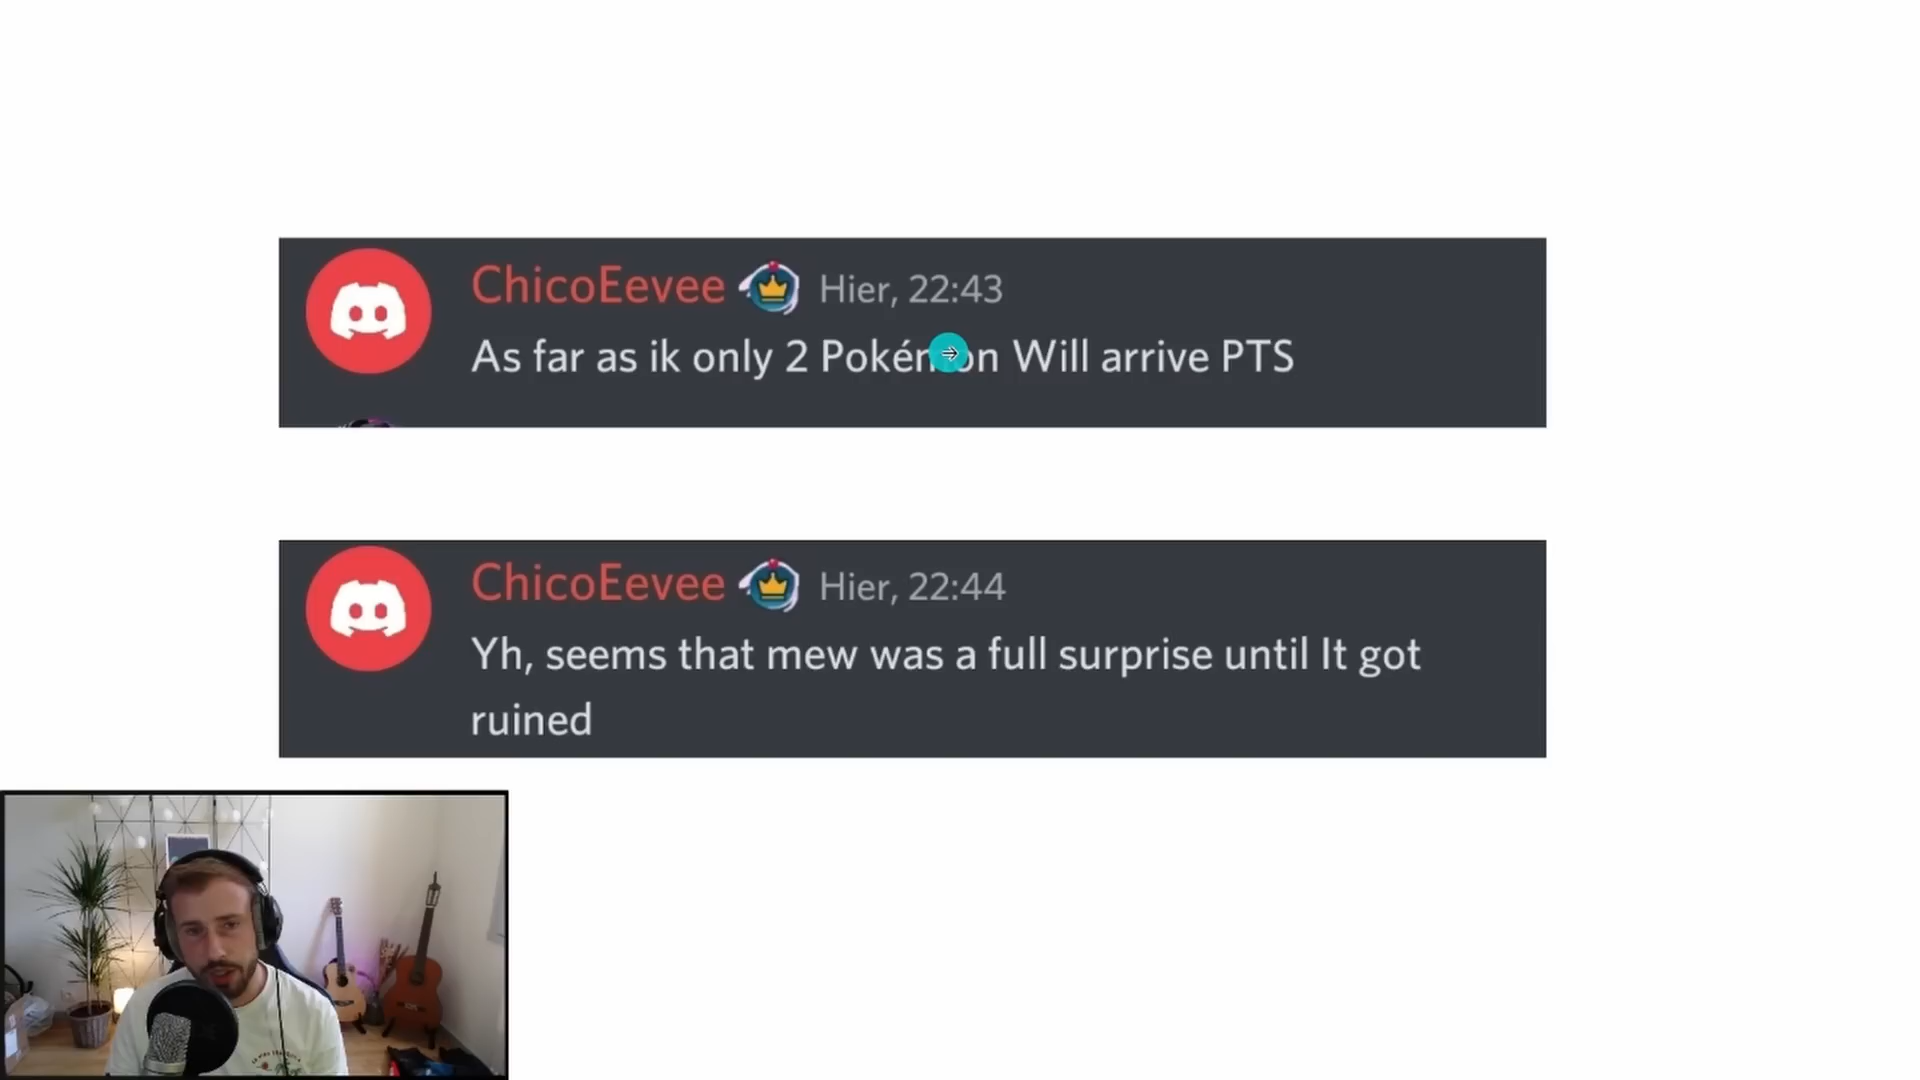 ChicoEevee Hier, 22:43
As far as ik only 2 Pokémon Will arrive PTS
ChicoEevee Hier, 22:44
Yh, seems that mew was a full surprise until It got
ruined